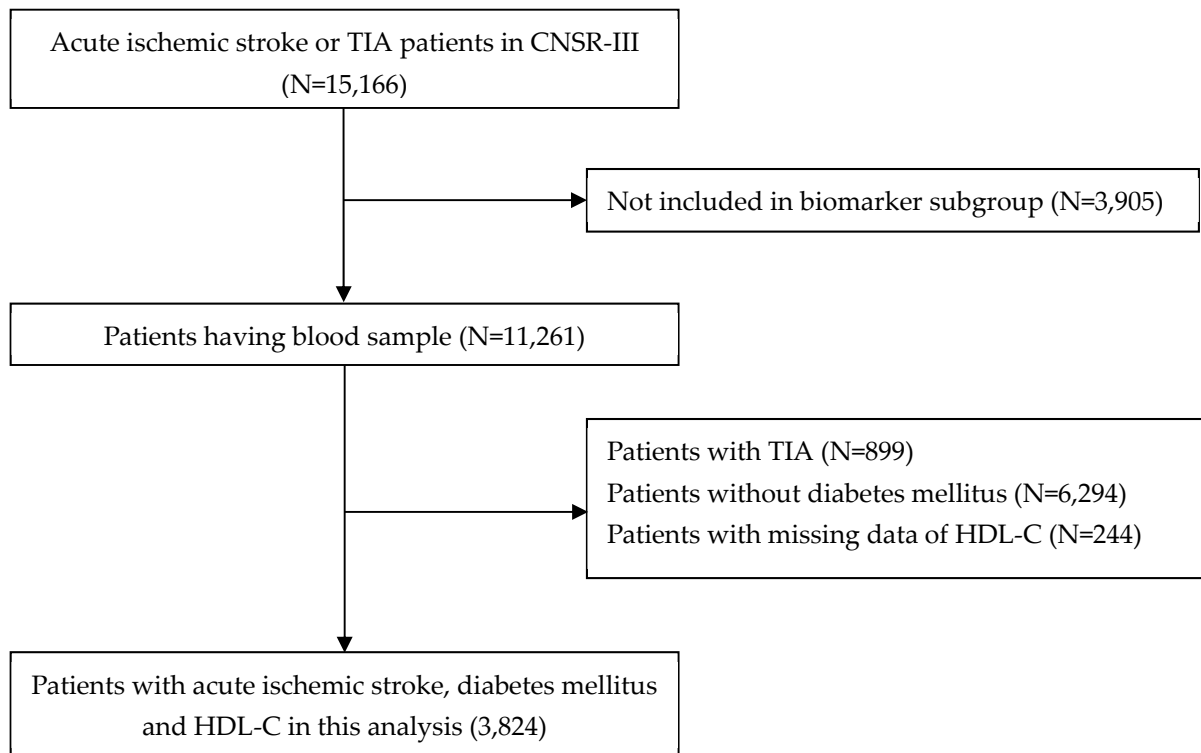 Acute ischemic stroke or TIA patients in CNSR-III
(N=15,166)
Not included in biomarker subgroup (N=3,905)
Patients having blood sample (N=11,261)
Patients with TIA (N=899)
Patients without diabetes mellitus (N=6,294)
Patients with missing data of HDL-C (N=244)
Patients with acute ischemic stroke, diabetes mellitus
and HDL-C in this analysis (3,824)